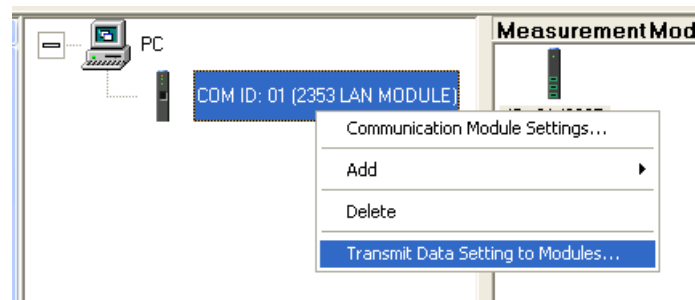 MeasurementMod
PC
COM ID: 01 (2353 LAN MODULE)
Communication Module Settings...
Add
Delete
Transmit Data Setting to Modules...